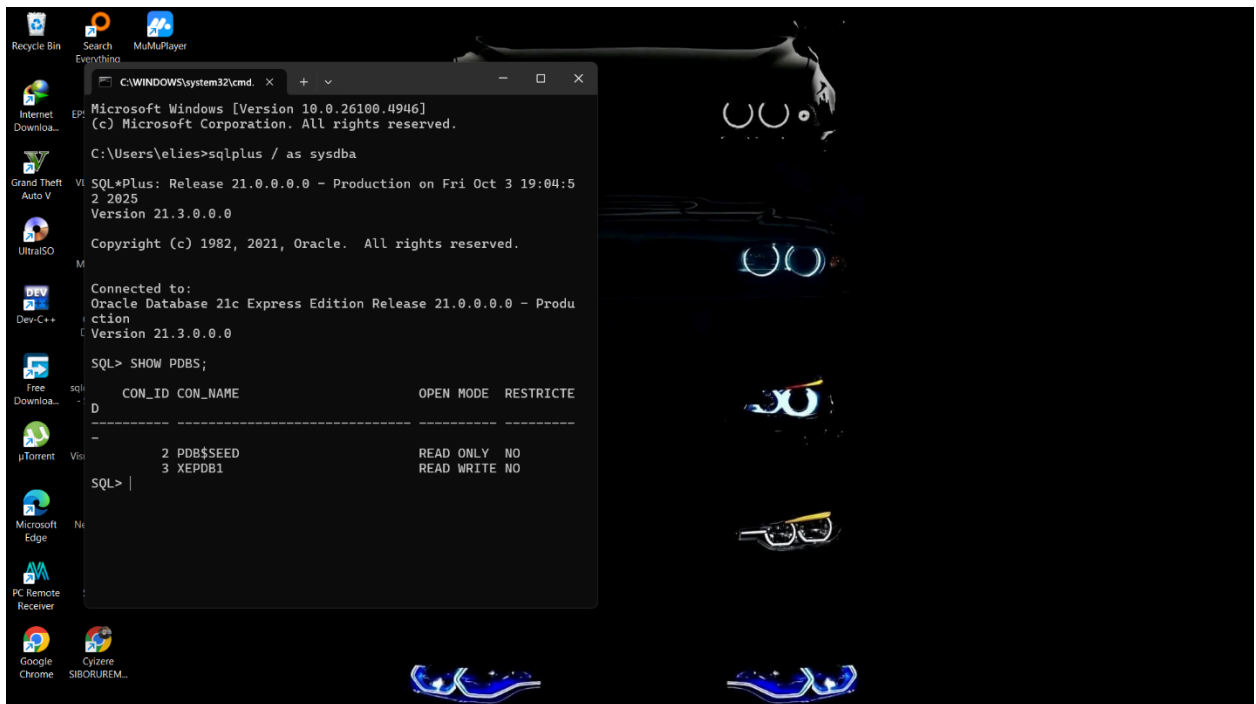 Recycle Bin
Search
Everything
MuMuPlayer
Internet
Downloa...
EP
Grand Theft
Auto V
UltraISO
M
Dev-C++
Free
Downloa...
µTorrent
Microsoft
Edge
Ne
PC Remote
Receiver
Google
Chrome
Cyizere
SIBORUREM...
C:\WINDOWS\system32\cmd.
Microsoft Windows [Version 10.0.26100.4946]
(c) Microsoft Corporation. All rights reserved.
C:\Users\elies>sqlplus / as sysdba
SQL*Plus: Release 21.0.0.0.0 - Production on Fri Oct 3 19:04:5
2 2025
Version 21.3.0.0.0
Copyright (c) 1982, 2021, Oracle.  All rights reserved.
Connected to:
Oracle Database 21c Express Edition Release 21.0.0.0.0 - Produ
ction
Version 21.3.0.0.0
SQL> SHOW PDBS;
    CON_ID CON_NAME                       OPEN MODE  RESTRICTE
D
---------- ------------------------------ ---------- ---------
-
         2 PDB$SEED                       READ ONLY  NO
         3 XEPDB1                         READ WRITE NO
SQL>